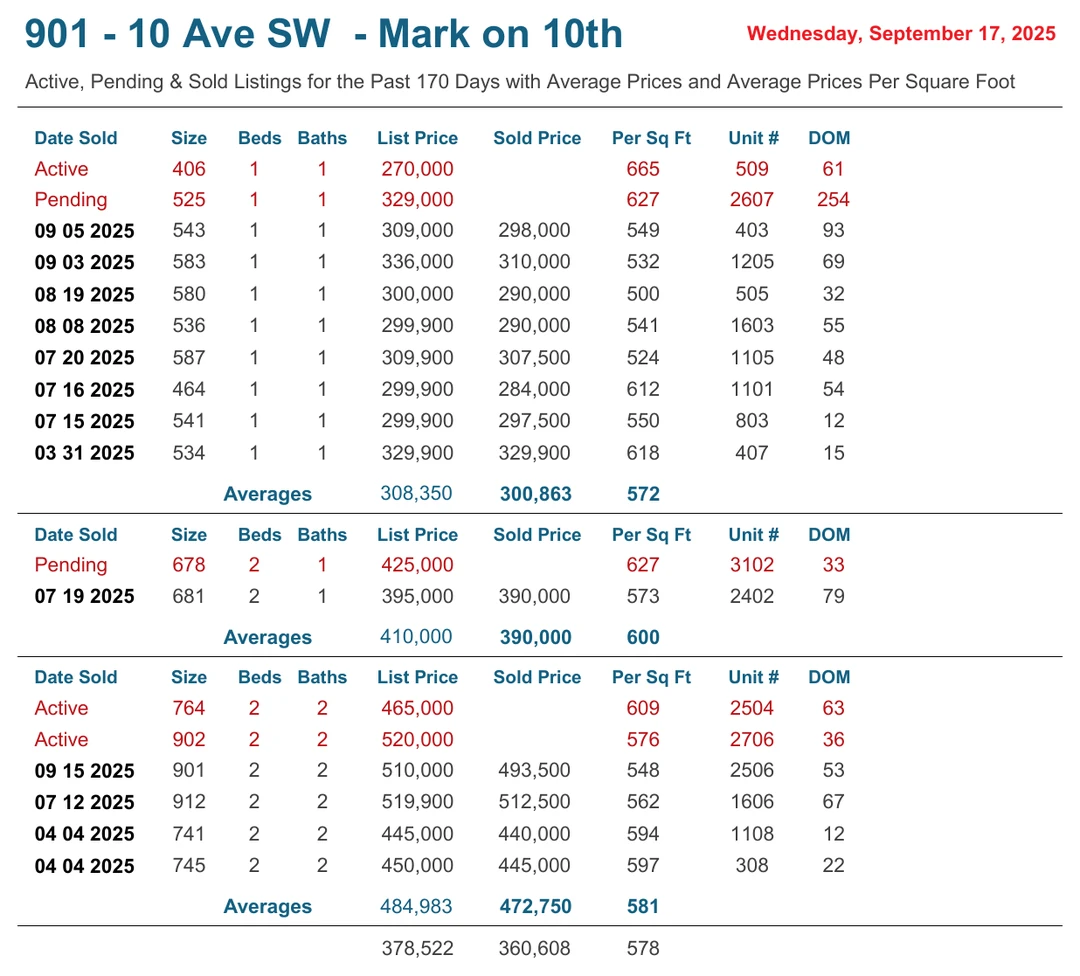 901 - 10 Ave SW - Mark on 10th Wednesday, September 17, 2025
Active, Pending & Sold Listings for the Past 170 Days with Average Prices and Average Prices Per Square Foot
Date Sold Size Beds Baths List Price Sold Price Per Sq Ft Unit # DOM
Active 406 1 1 270,000 665 509 61
Pending 525 1 1 329,000 627 2607 254
09 05 2025 543 1 1 309,000 298,000 549 403 93
09 03 2025 583 1 1 336,000 310,000 532 1205 69
08 19 2025 580 1 1 300,000 290,000 500 505 32
08 08 2025 536 1 1 299,900 290,000 541 1603 55
07 20 2025 587 1 1 309,900 307,500 524 1105 48
07 16 2025 464 1 1 299,900 284,000 612 1101 54
07 15 2025 541 1 1 299,900 297,500 550 803 12
03 31 2025 534 1 1 329,900 329,900 618 407 15
Averages 308,350 300,863 572
Date Sold Size Beds Baths List Price Sold Price Per Sq Ft Unit # DOM
Pending 678 2 1 425,000 627 3102 33
07 19 2025 681 2 1 395,000 390,000 573 2402 79
Averages 410,000 390,000 600
Date Sold Size Beds Baths List Price Sold Price Per Sq Ft Unit # DOM
Active 764 2 2 465,000 609 2504 63
Active 902 2 2 520,000 576 2706 36
09 15 2025 901 2 2 510,000 493,500 548 2506 53
07 12 2025 912 2 2 519,900 512,500 562 1606 67
04 04 2025 741 2 2 445,000 440,000 594 1108 12
04 04 2025 745 2 2 450,000 445,000 597 308 22
Averages 484,983 472,750 581
378,522 360,608 578